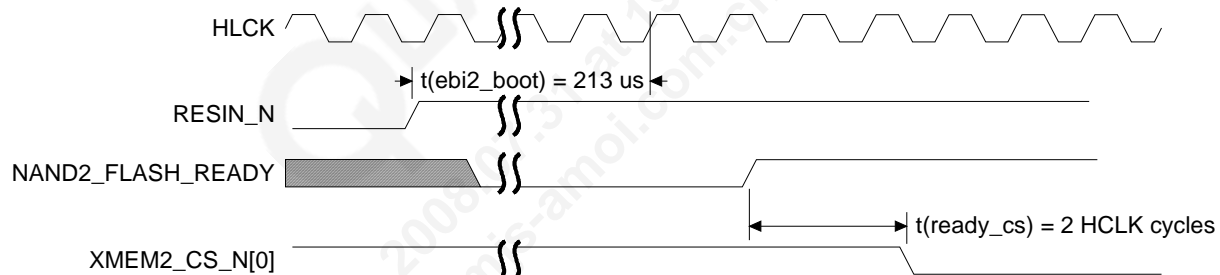 HLCK
t(ebi2_boot) = 213 us
RESIN_N
NAND2_FLASH_READY
t(ready_cs) = 2 HCLK cycles
XMEM2_CS_N[0]